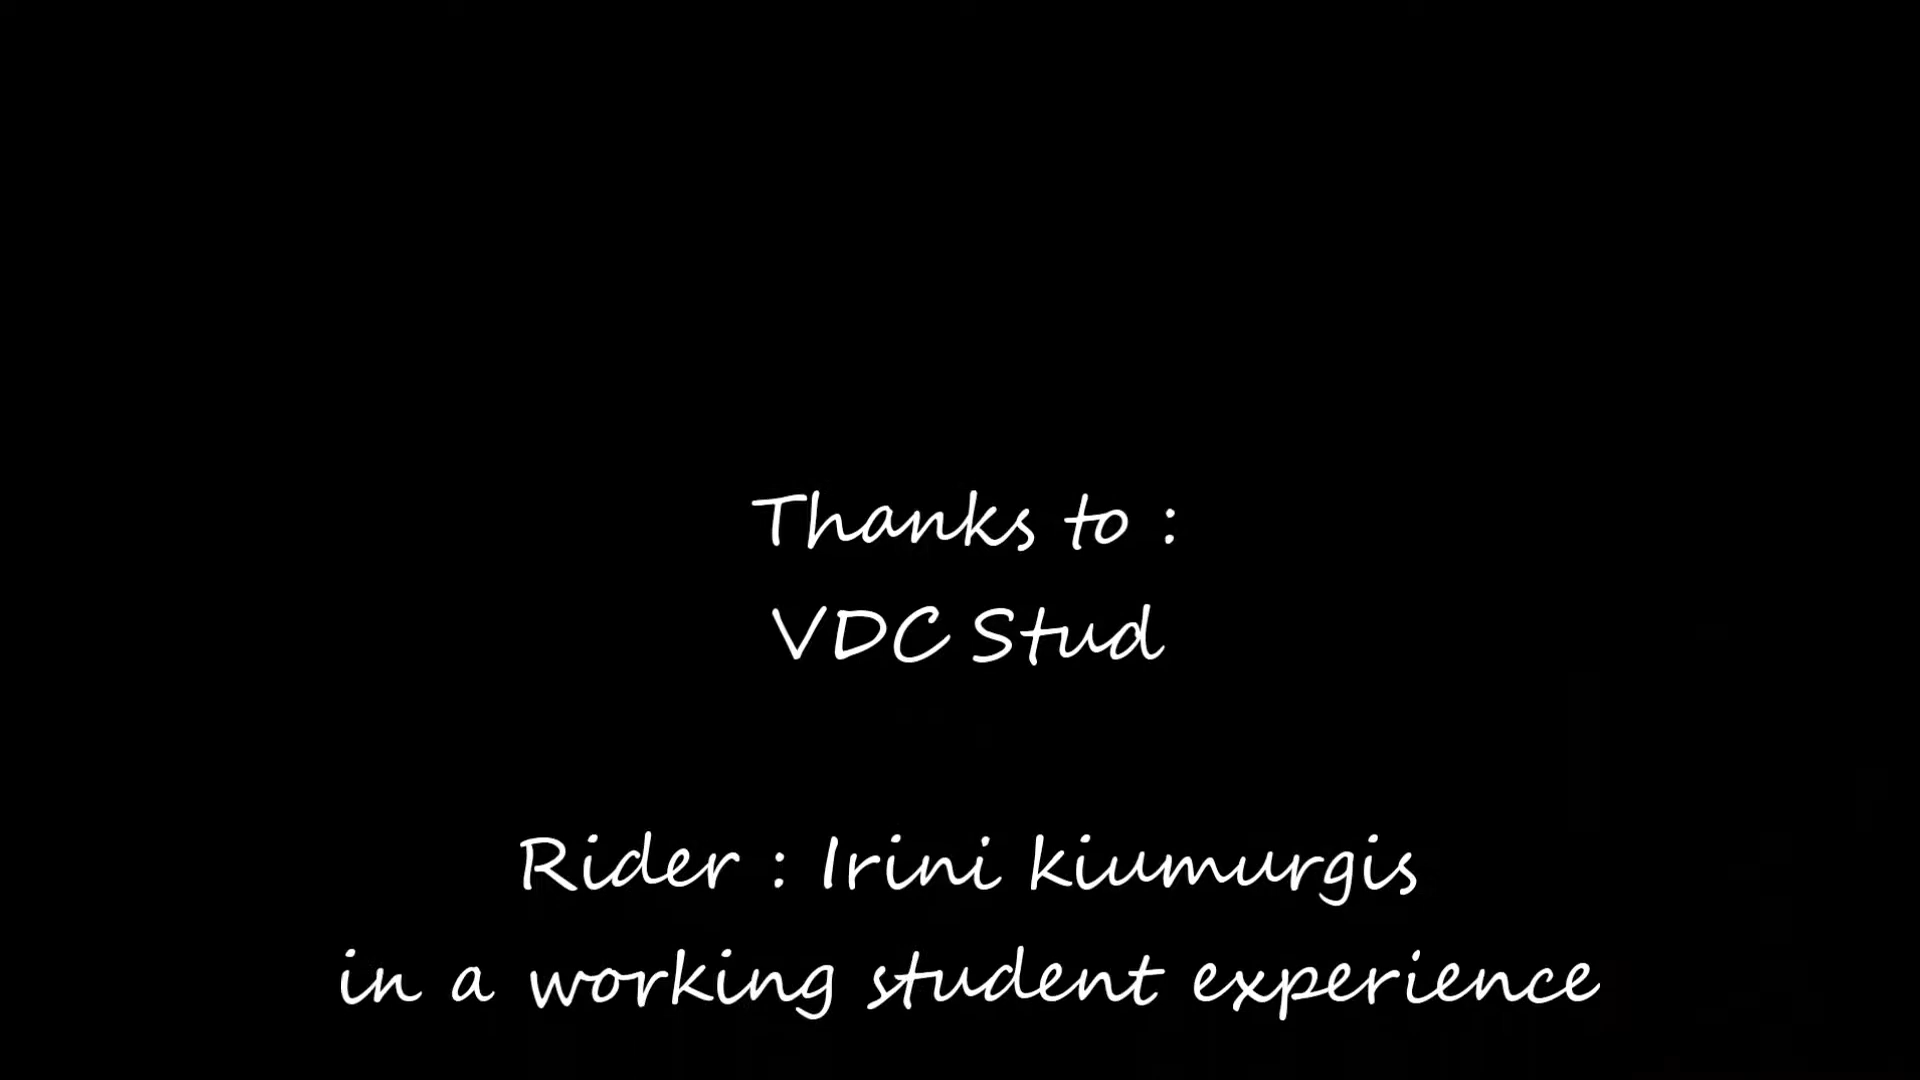 Thanks to :
VDC Stud
Rider : Irini kiumurgis
in a working student experience